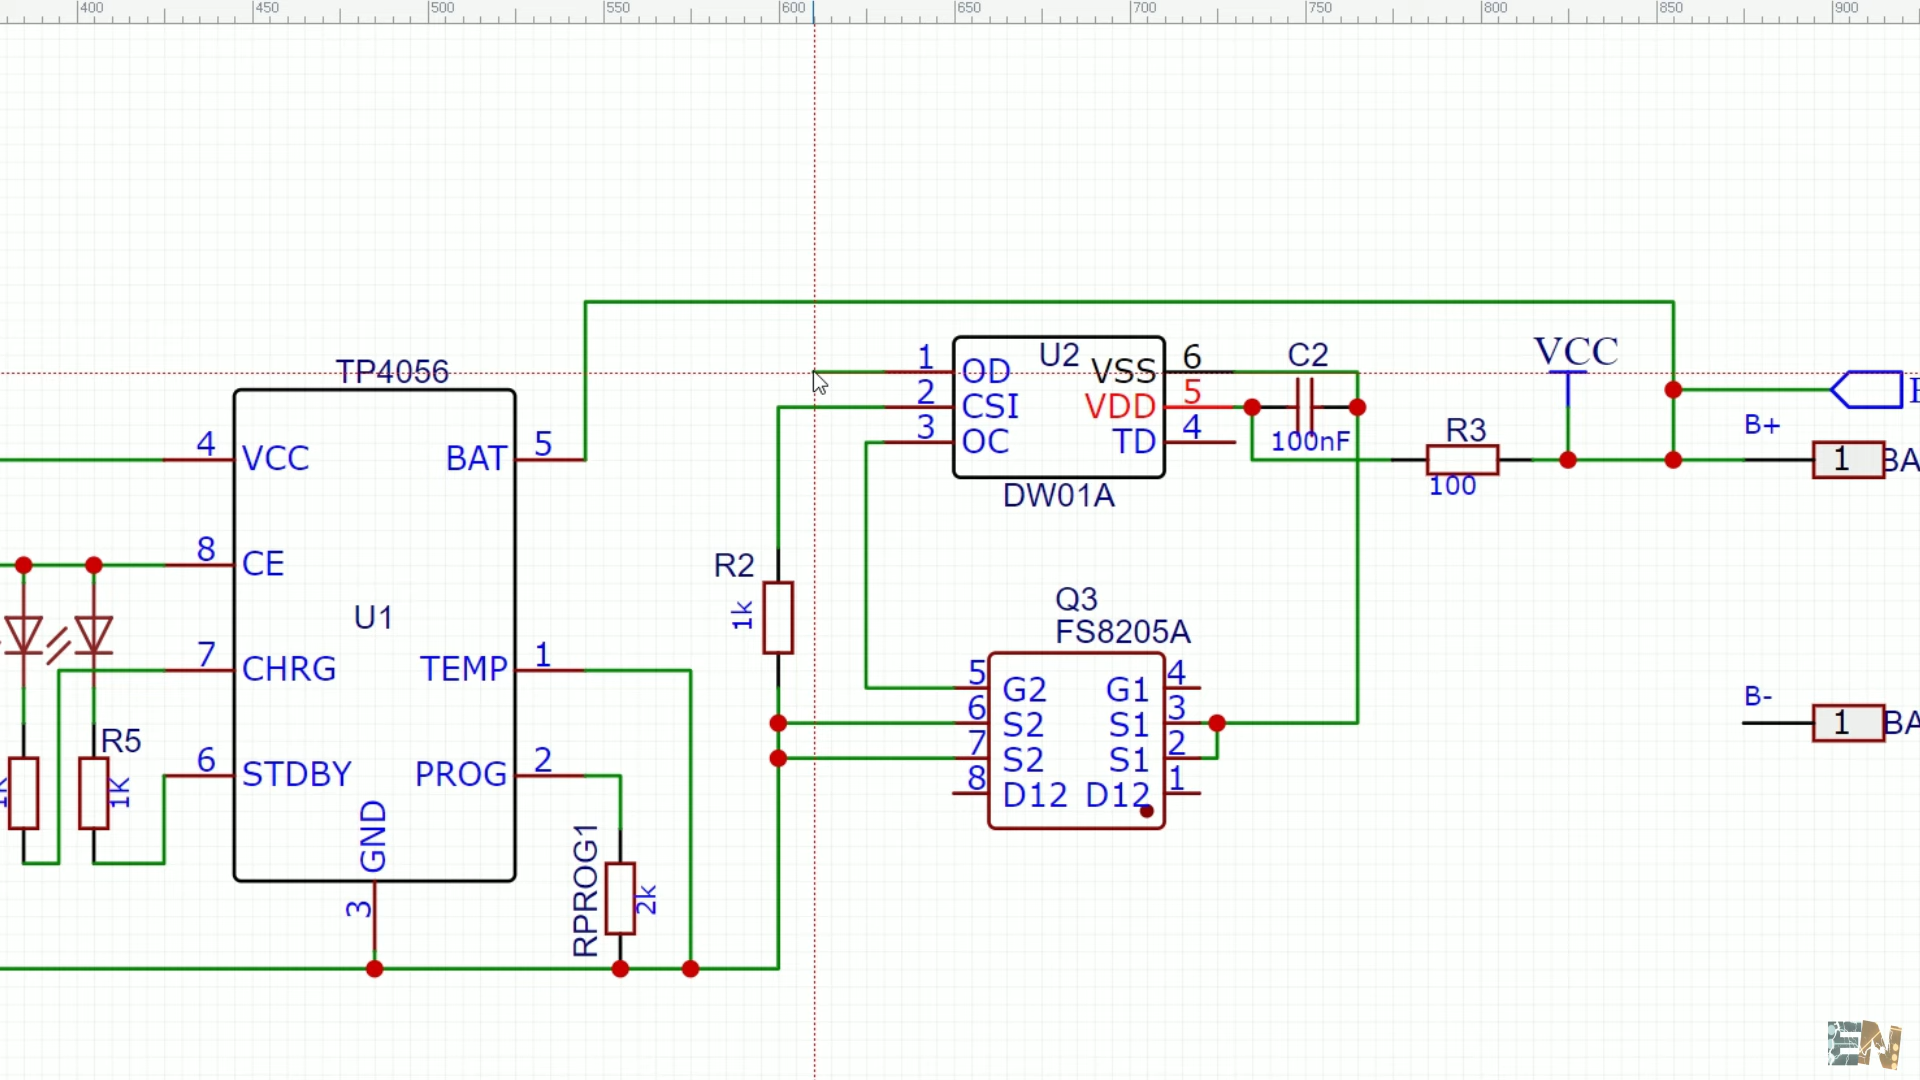 400 450 500 550 600 650 700 750 800 850 900
TP4056
4 VCC BAT 5
8 CE
U1
7 CHRG TEMP 1
6 STDBY PROG 2
GND
3
R5
1K
1K
RPROG1
2k
R2
1k
U2
1 OD VSS 6
2 CSI VDD 5
3 OC TD 4
DW01A
C2
100nF
R3
100
VCC
B+
1 BA
B-
1 BA
Q3
FS8205A
5 G2 G1 4
6 S2 S1 3
7 S2 S1 2
8 D12 D12 1
EN